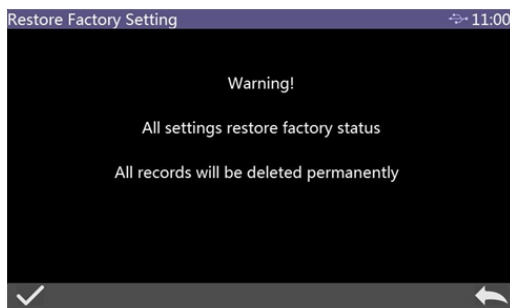 Restore Factory Setting 11:00
Warning!
All settings restore factory status
All records will be deleted permanently